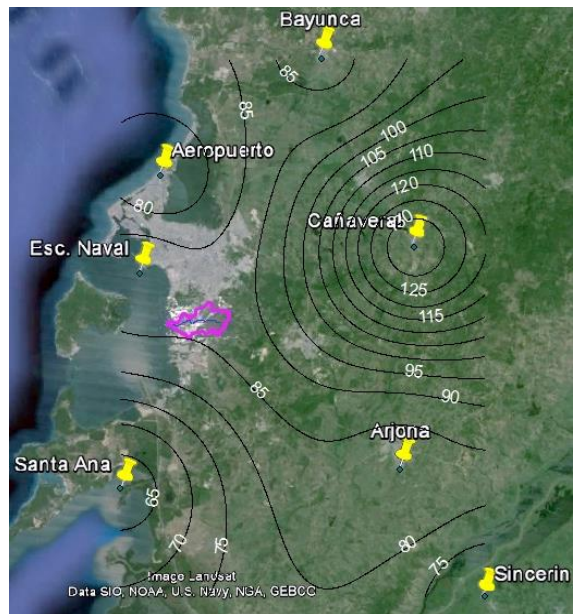 Bayunca
85
85
100
105
110
Aeropuerto
120
80
Cañaveral
Esc. Naval
125
115
95
85
90
Arjona
Santa Ana
65
70
80
75
75
Sincerin
Image Landsat
Data SIO, NOAA, U.S. Navy, NGA, GEBCO